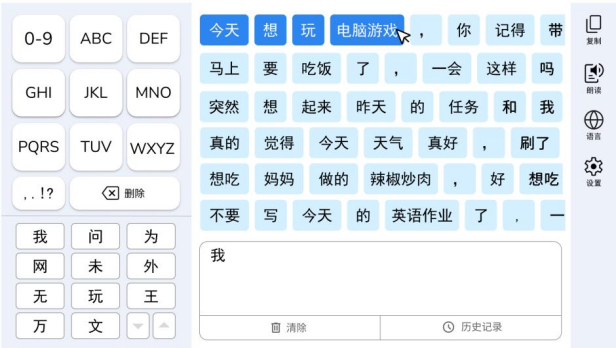 0-9 ABC DEF
GHI JKL MNO
PQRS TUV WXYZ
, . !? 删除
我 问 为
网 未 外
无 玩 王
万 文
今天 想 玩 电脑游戏 , 你 记得 带
马上 要 吃饭 了 , 一会 这样 吗
突然 想 起来 昨天 的 任务 和 我
真的 觉得 今天 天气 真好 , 刷了
想吃 妈妈 做的 辣椒炒肉 , 好 想吃
不要 写 今天 的 英语作业 了 , 一
我
清除 历史记录
复制
朗读
语言
设置